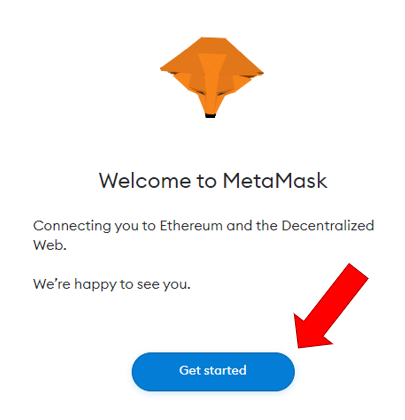 Welcome to MetaMask
Connecting you to Ethereum and the Decentralized
Web.
We're happy to see you.
Get started